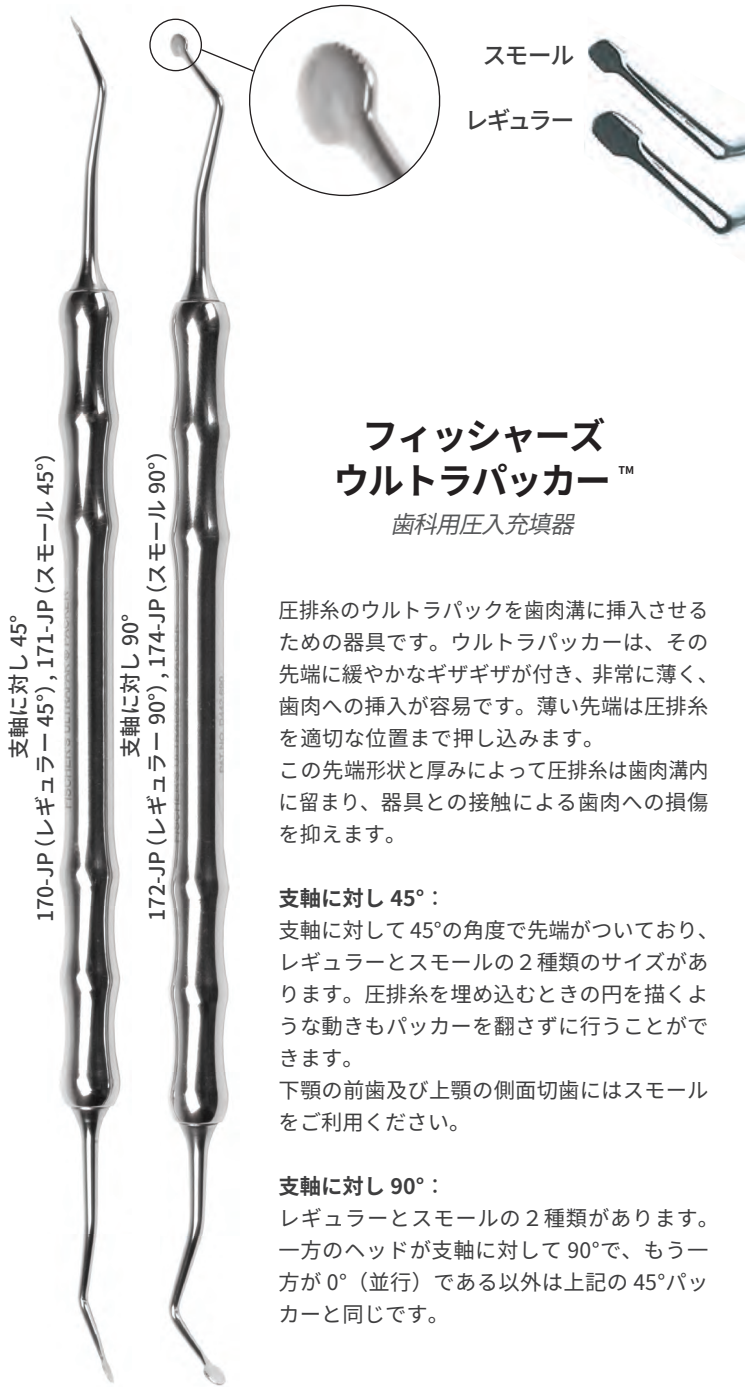 スモール
レギュラー
支軸に対し 45°
170-JP（レギュラー 45°）, 171-JP（スモール 45°）
支軸に対し 90°
172-JP（レギュラー 90°）, 174-JP（スモール 90°）
フィッシャーズ
ウルトラパッカー ™
歯科用圧入充填器
圧排糸のウルトラパックを歯肉溝に挿入させる
ための器具です。ウルトラパッカーは、その
先端に緩やかなギザギザが付き、非常に薄く、
歯肉への挿入が容易です。薄い先端は圧排糸
を適切な位置まで押し込みます。
この先端形状と厚みによって圧排糸は歯肉溝内
に留まり、器具との接触による歯肉への損傷
を抑えます。
支軸に対し 45°：
支軸に対して 45°の角度で先端がついており、
レギュラーとスモールの２種類のサイズがあ
ります。圧排糸を埋め込むときの円を描くよ
うな動きもパッカーを翻さずに行うことがで
きます。
下顎の前歯及び上顎の側面切歯にはスモール
をご利用ください。
支軸に対し 90°：
レギュラーとスモールの２種類があります。
一方のヘッドが支軸に対して 90°で、もう一
方が 0°（並行）である以外は上記の 45°パッ
カーと同じです。